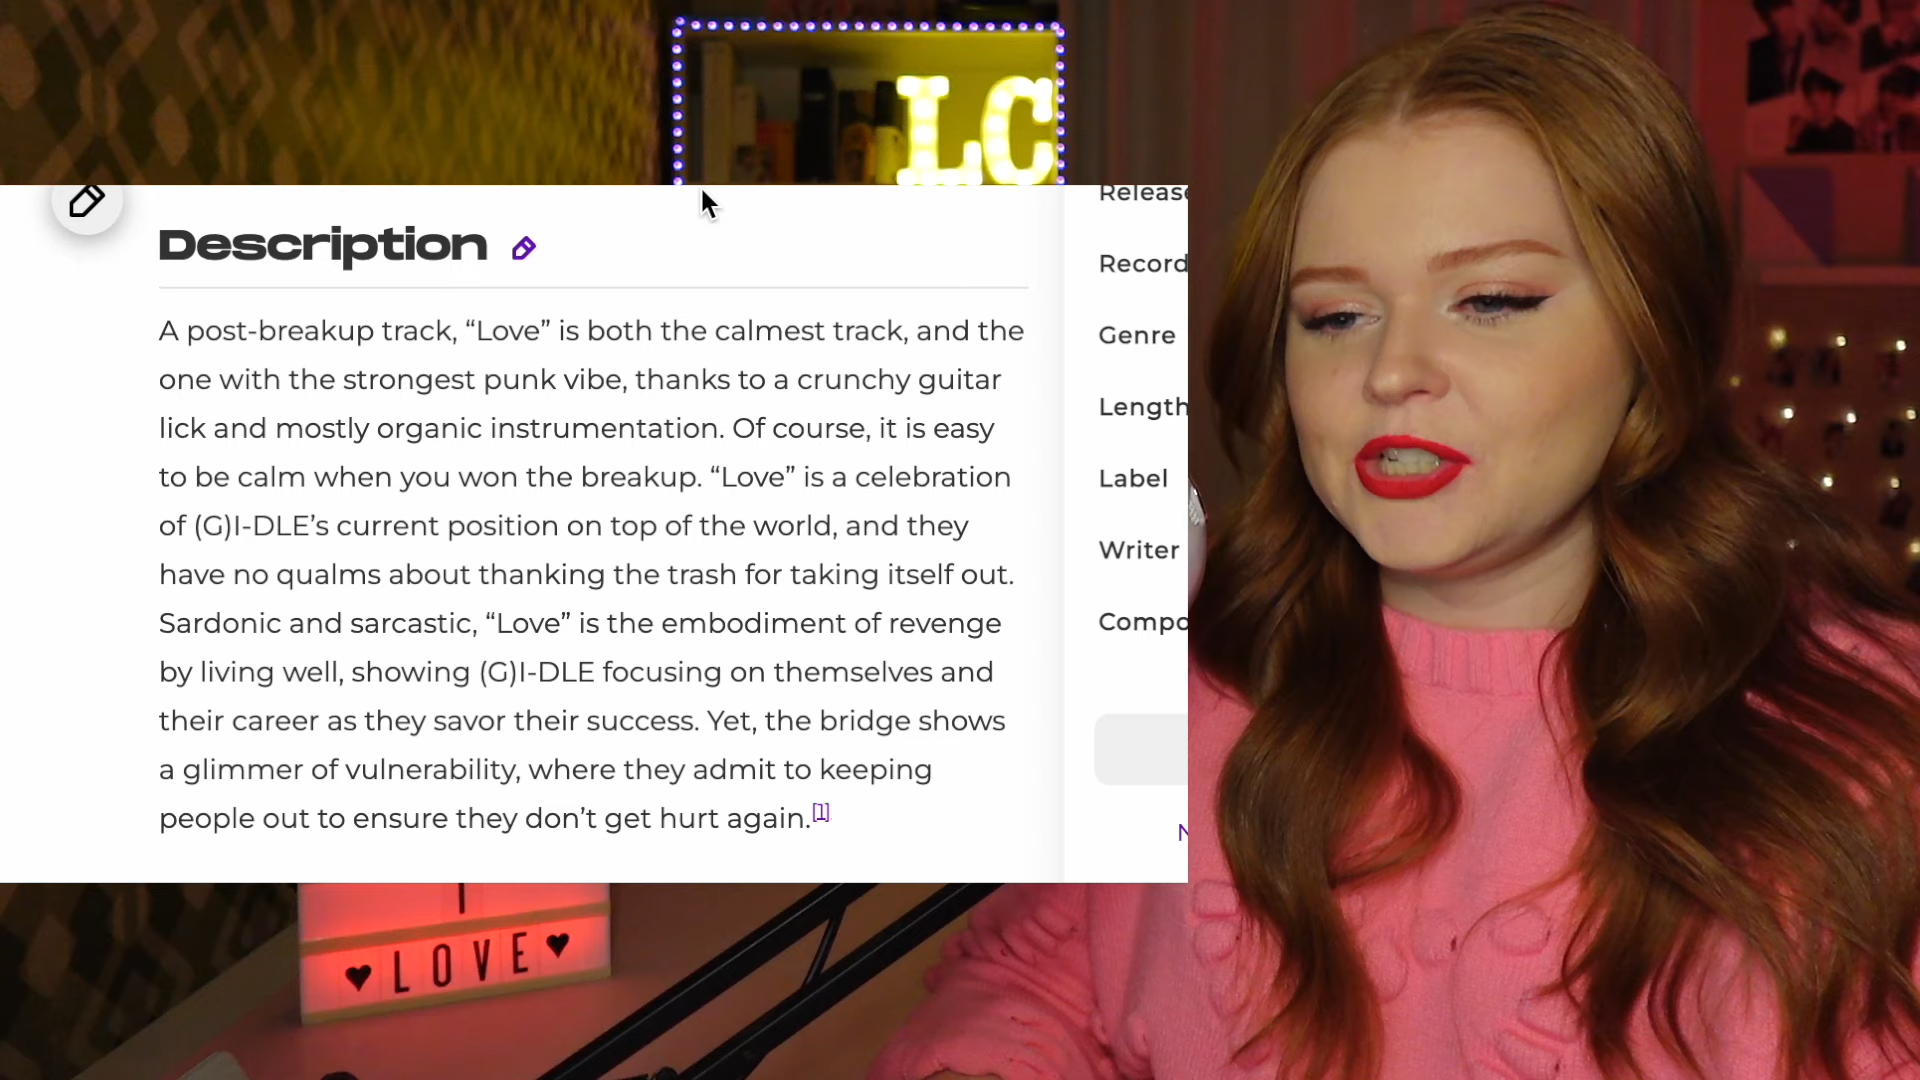 LC
Description
A post-breakup track, “Love” is both the calmest track, and the
one with the strongest punk vibe, thanks to a crunchy guitar
lick and mostly organic instrumentation. Of course, it is easy
to be calm when you won the breakup. “Love” is a celebration
of (G)I-DLE’s current position on top of the world, and they
have no qualms about thanking the trash for taking itself out.
Sardonic and sarcastic, “Love” is the embodiment of revenge
by living well, showing (G)I-DLE focusing on themselves and
their career as they savor their success. Yet, the bridge shows
a glimmer of vulnerability, where they admit to keeping
people out to ensure they don’t get hurt again.[1]
Release
Record
Genre
Length
Label
Writer
Compo
N
I
♥LOVE♥